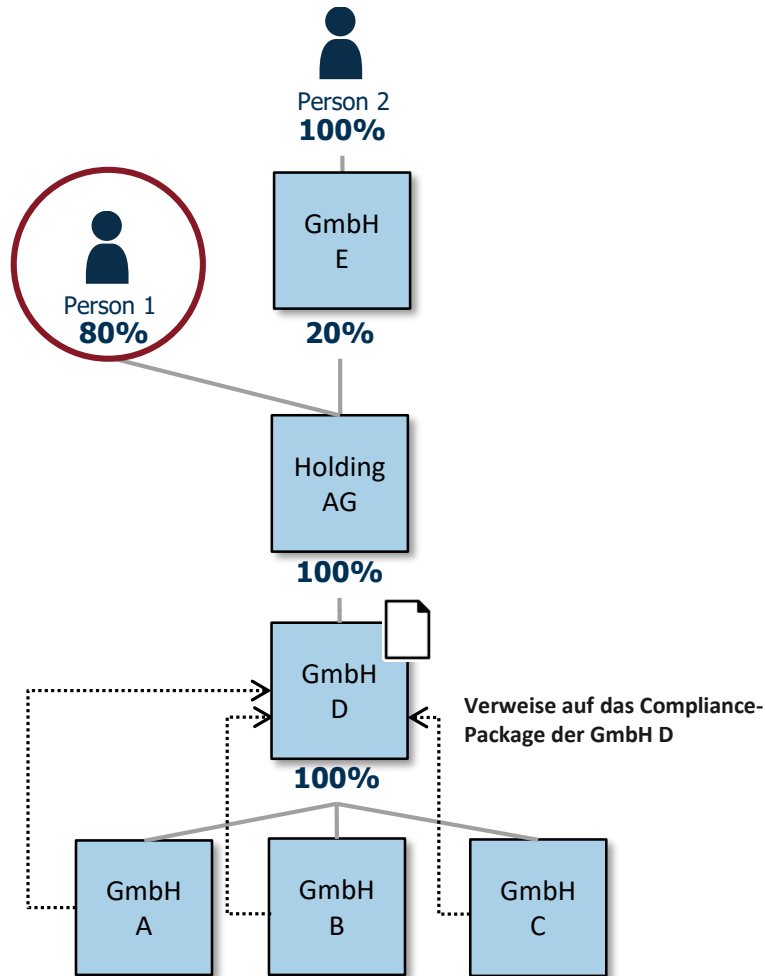 Person 2
100%
GmbH
E
Person 1
80%
20%
Holding
AG
100%
GmbH
D
Verweise auf das Compliance-
Package der GmbH D
100%
GmbH
A
GmbH
B
GmbH
C